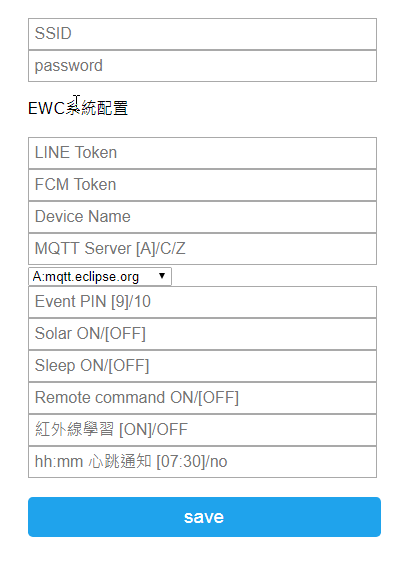 SSID
password
EWC系統配置
LINE Token
FCM Token
Device Name
MQTT Server [A]/C/Z
A:mqtt.eclipse.org
Event PIN [9]/10
Solar ON/[OFF]
Sleep ON/[OFF]
Remote command ON/[OFF]
紅外線學習 [ON]/OFF
hh:mm 心跳通知 [07:30]/no
save